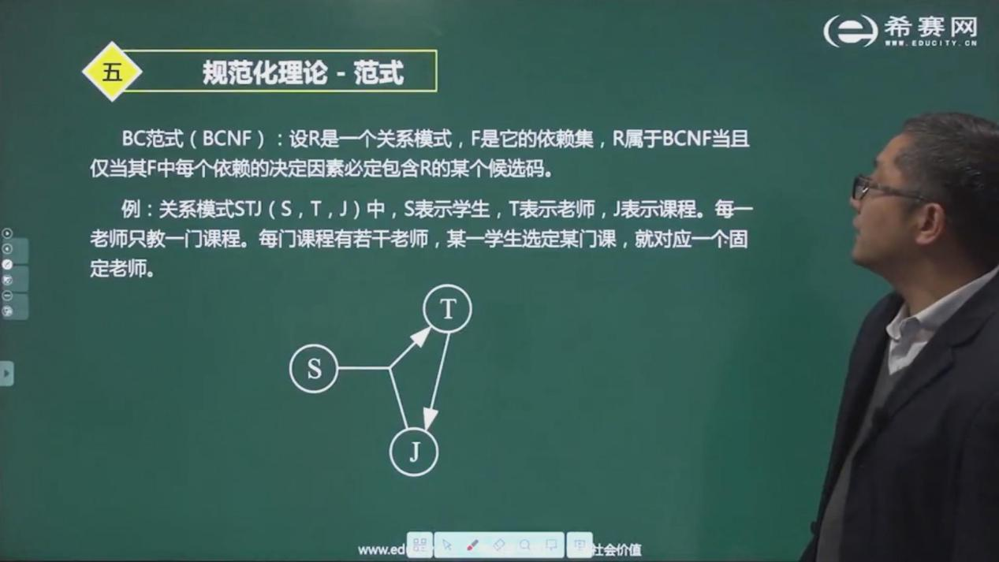 希赛网
WWW.EDUCITY.CN
五
规范化理论 - 范式
BC范式（BCNF）：设R是一个关系模式，F是它的依赖集，R属于BCNF当且
仅当其F中每个依赖的决定因素必定包含R的某个候选码。
例：关系模式STJ（S，T，J）中，S表示学生，T表示老师，J表示课程。每一
老师只教一门课程。每门课程有若干老师，某一学生选定某门课，就对应一个固
定老师。
T
S
J
www.edu
社会价值